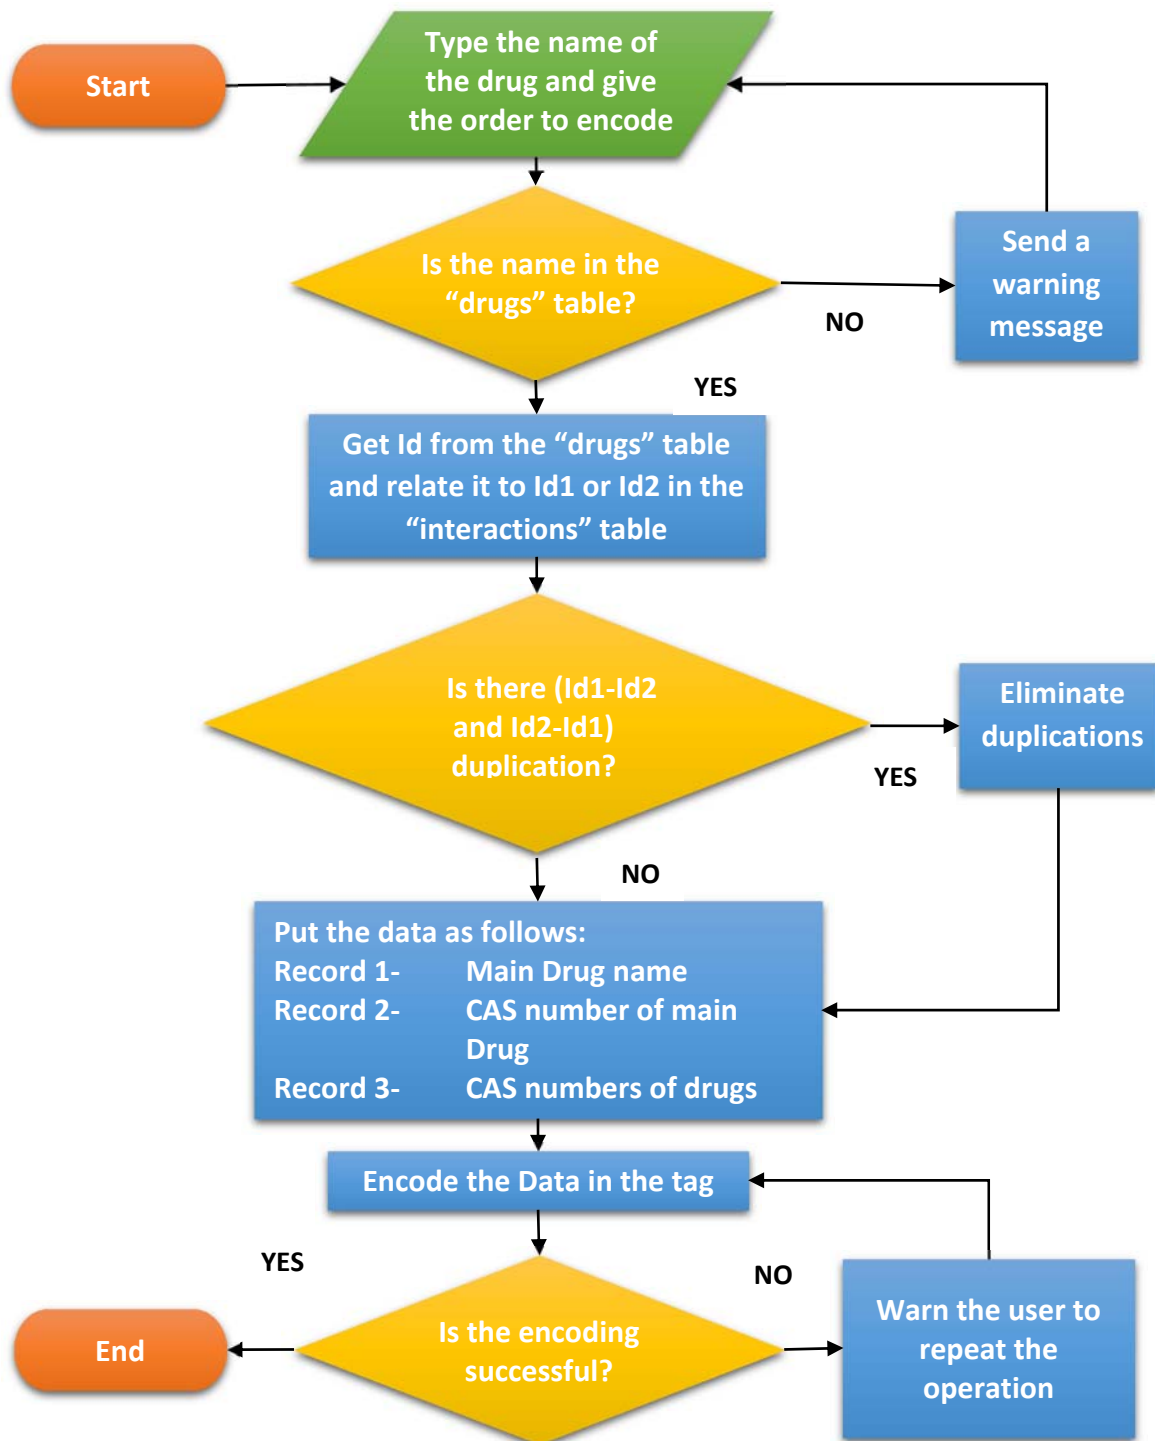 Start
Type the name of
the drug and give
the order to encode
Is the name in the
“drugs” table?
NO
Send a
warning
message
YES
Get Id from the “drugs” table
and relate it to Id1 or Id2 in the
“interactions” table
Is there (Id1-Id2
and Id2-Id1)
duplication?
YES
Eliminate
duplications
NO
Put the data as follows:
Record 1- Main Drug name
Record 2- CAS number of main
Drug
Record 3- CAS numbers of drugs
Encode the Data in the tag
YES
NO
End
Is the encoding
successful?
Warn the user to
repeat the
operation